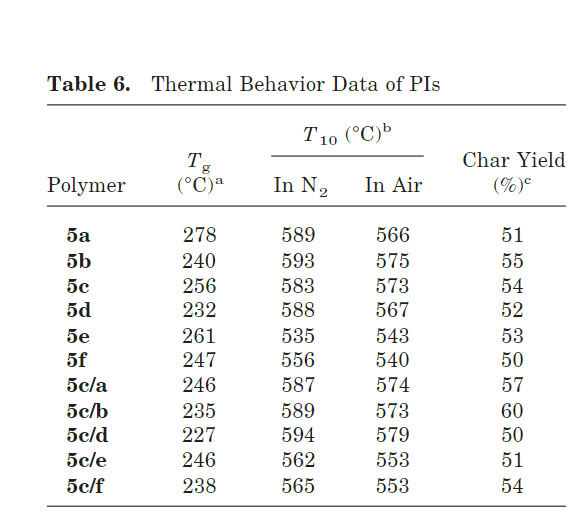 Table 6. Thermal Behavior Data of PIs
T10 (°C)b
Tg
Char Yield
Polymer (°C)a In N2 In Air (%)c
5a 278 589 566 51
5b 240 593 575 55
5c 256 583 573 54
5d 232 588 567 52
5e 261 535 543 53
5f 247 556 540 50
5c/a 246 587 574 57
5c/b 235 589 573 60
5c/d 227 594 579 50
5c/e 246 562 553 51
5c/f 238 565 553 54